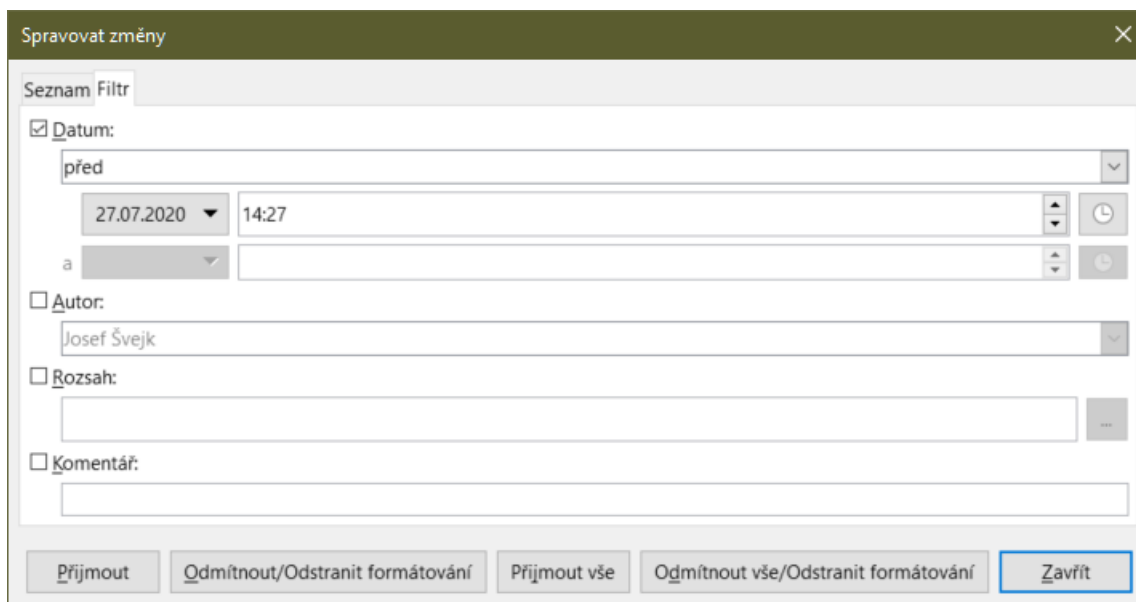 Spravovat změny
Seznam Filtr
Datum:
před
27.07.2020 14:27
a
Autor:
Josef Švejk
Rozsah:
...
Komentář:
Přijmout Odmítnout/Odstranit formátování Přijmout vše Odmítnout vše/Odstranit formátování Zavřít